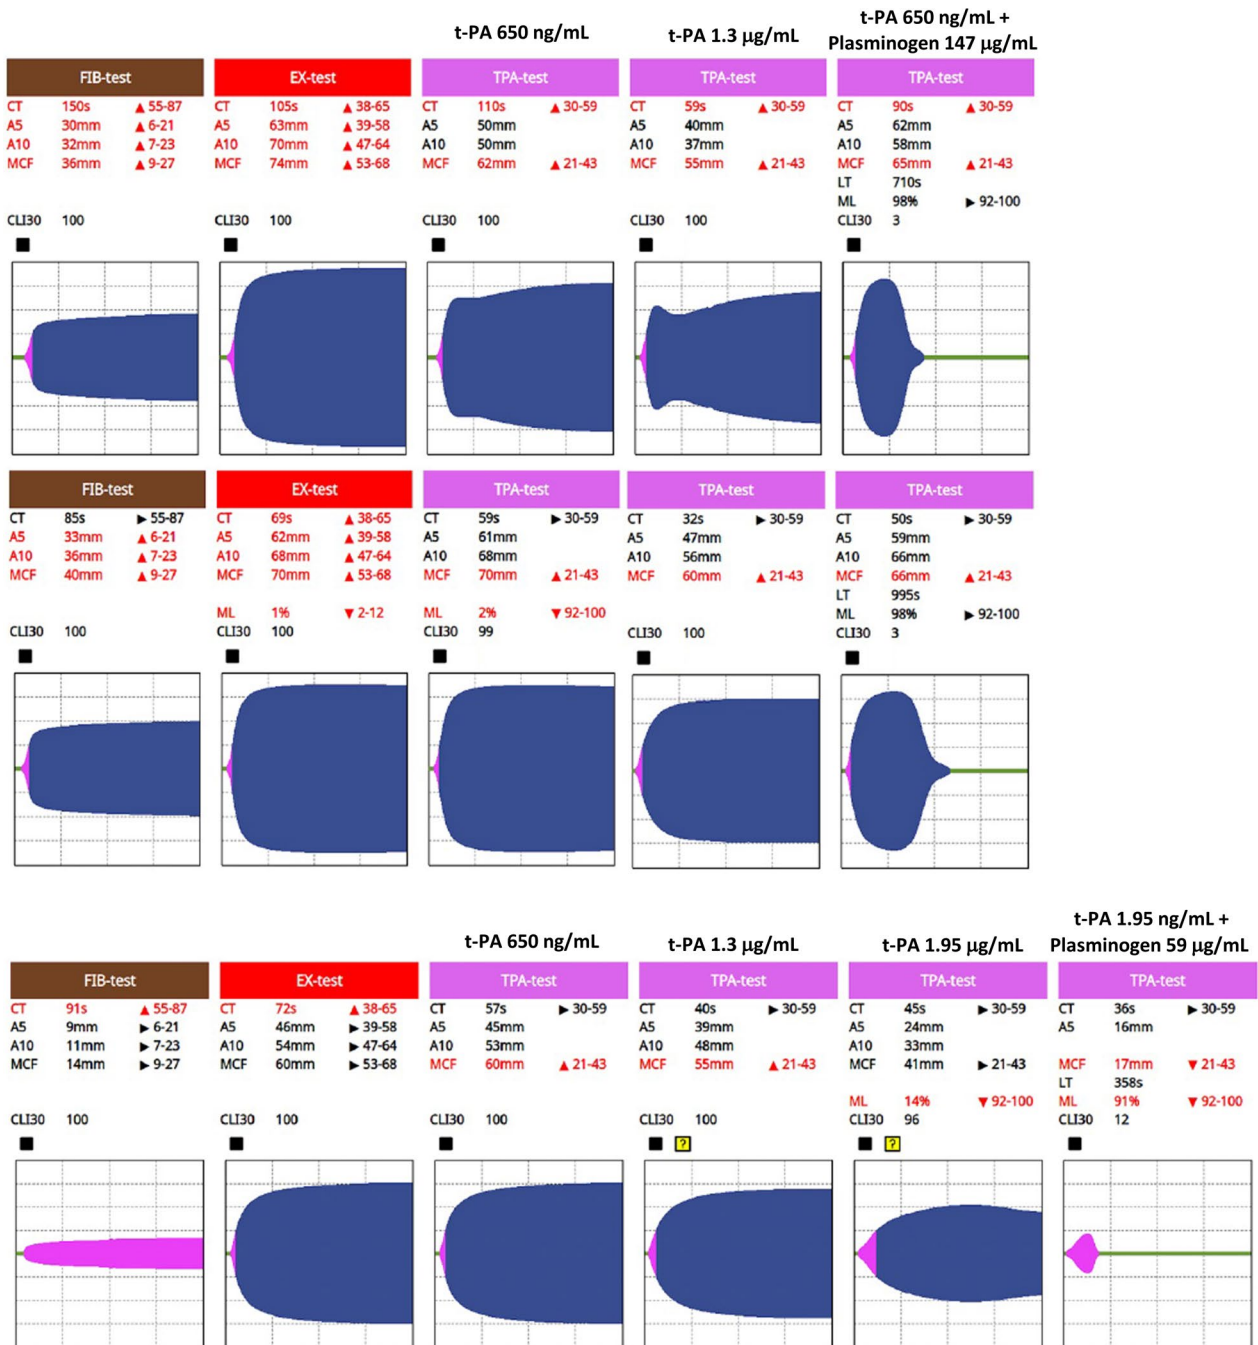 t-PA 650 ng/mL t-PA 1.3 µg/mL t-PA 650 ng/mL +
Plasminogen 147 µg/mL
FIB-test EX-test TPA-test TPA-test TPA-test
CT 150s ▲ 55-87 CT 105s ▲ 38-65 CT 110s ▲ 30-59 CT 59s ▲ 30-59 CT 90s ▲ 30-59
A5 30mm ▲ 6-21 A5 63mm ▲ 39-58 A5 50mm A5 40mm A5 62mm
A10 32mm ▲ 7-23 A10 70mm ▲ 47-64 A10 50mm A10 37mm A10 58mm
MCF 36mm ▲ 9-27 MCF 74mm ▲ 53-68 MCF 62mm ▲ 21-43 MCF 55mm ▲ 21-43 MCF 65mm ▲ 21-43
LT 710s
ML 98% ► 92-100
CLI30 100 CLI30 100 CLI30 100 CLI30 100 CLI30 3
FIB-test EX-test TPA-test TPA-test TPA-test
CT 85s ► 55-87 CT 69s ▲ 38-65 CT 59s ► 30-59 CT 32s ► 30-59 CT 50s ► 30-59
A5 33mm ▲ 6-21 A5 62mm ▲ 39-58 A5 61mm A5 47mm A5 59mm
A10 36mm ▲ 7-23 A10 68mm ▲ 47-64 A10 68mm A10 56mm A10 66mm
MCF 40mm ▲ 9-27 MCF 70mm ▲ 53-68 MCF 70mm ▲ 21-43 MCF 60mm ▲ 21-43 MCF 66mm ▲ 21-43
LT 995s
ML 1% ▼ 2-12 ML 2% ▼ 92-100 ML 98% ► 92-100
CLI30 100 CLI30 100 CLI30 99 CLI30 100 CLI30 3
t-PA 650 ng/mL t-PA 1.3 µg/mL t-PA 1.95 µg/mL t-PA 1.95 ng/mL +
Plasminogen 59 µg/mL
FIB-test EX-test TPA-test TPA-test TPA-test TPA-test
CT 91s ▲ 55-87 CT 72s ▲ 38-65 CT 57s ► 30-59 CT 40s ► 30-59 CT 45s ► 30-59 CT 36s ► 30-59
A5 9mm ► 6-21 A5 46mm ► 39-58 A5 45mm A5 39mm A5 24mm A5 16mm
A10 11mm ► 7-23 A10 54mm ► 47-64 A10 53mm A10 48mm A10 33mm
MCF 14mm ► 9-27 MCF 60mm ► 53-68 MCF 60mm ▲ 21-43 MCF 55mm ▲ 21-43 MCF 41mm ► 21-43 MCF 17mm ▼ 21-43
LT 358s
ML 14% ▼ 92-100 ML 91% ▼ 92-100
CLI30 100 CLI30 100 CLI30 100 CLI30 100 CLI30 96 CLI30 12
? ?